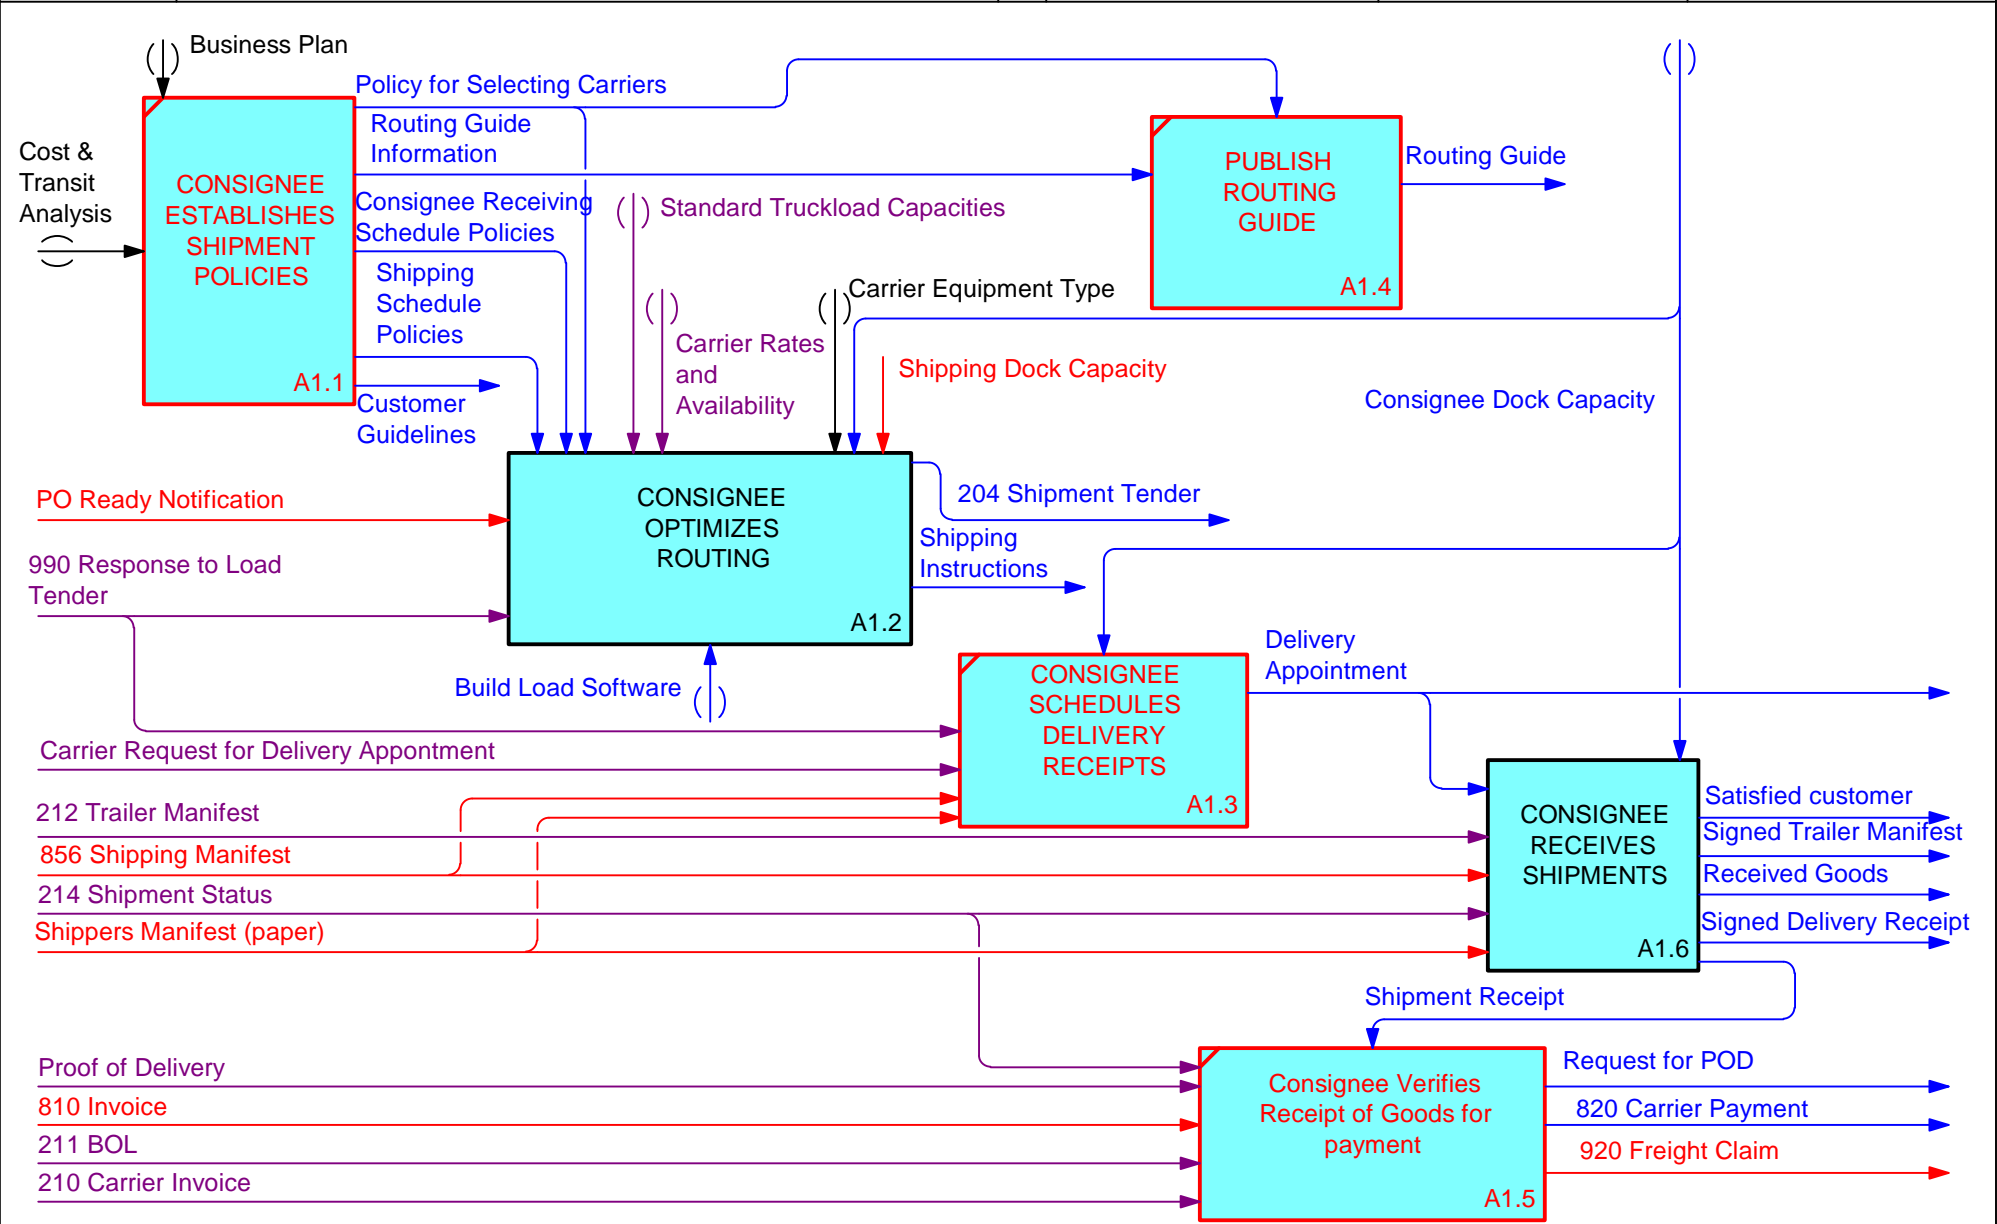 Business Plan
Policy for Selecting Carriers
Routing Guide
Information
Cost &
Transit
Analysis
CONSIGNEE
ESTABLISHES
SHIPMENT
POLICIES
A1.1
Consignee Receiving
Schedule Policies
Shipping
Schedule
Policies
Customer
Guidelines
Standard Truckload Capacities
Carrier Rates
and
Availability
Carrier Equipment Type
Shipping Dock Capacity
PUBLISH
ROUTING
GUIDE
A1.4
Routing Guide
Consignee Dock Capacity
PO Ready Notification
990 Response to Load
Tender
CONSIGNEE
OPTIMIZES
ROUTING
A1.2
204 Shipment Tender
Shipping
Instructions
Build Load Software
Carrier Request for Delivery Appontment
CONSIGNEE
SCHEDULES
DELIVERY
RECEIPTS
A1.3
Delivery
Appointment
212 Trailer Manifest
856 Shipping Manifest
214 Shipment Status
Shippers Manifest (paper)
CONSIGNEE
RECEIVES
SHIPMENTS
A1.6
Satisfied customer
Signed Trailer Manifest
Received Goods
Signed Delivery Receipt
Shipment Receipt
Proof of Delivery
810 Invoice
211 BOL
210 Carrier Invoice
Consignee Verifies
Receipt of Goods for
payment
A1.5
Request for POD
820 Carrier Payment
920 Freight Claim